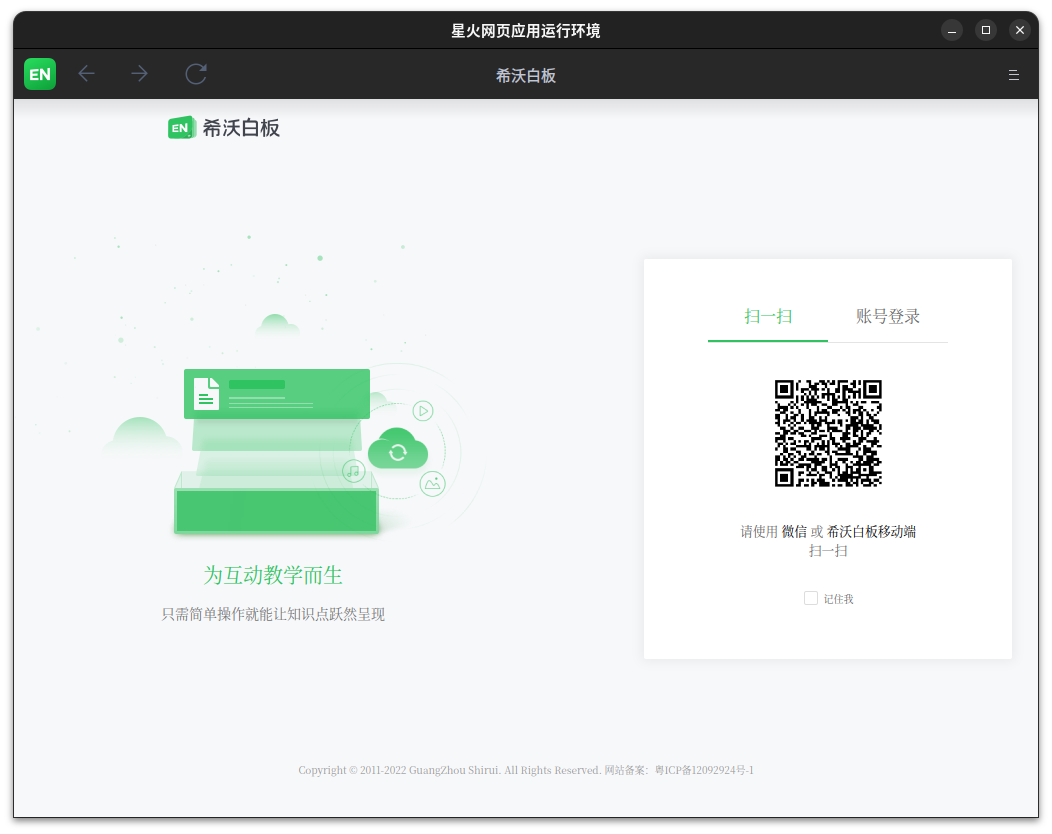 星火网页应用运行环境
EN
希沃白板
EN 希沃白板
扫一扫
账号登录
请使用 微信 或 希沃白板移动端
扫一扫
记住我
为互动教学而生
只需简单操作就能让知识点跃然呈现
Copyright © 2011-2022 GuangZhou Shirui. All Rights Reserved. 网站备案：粤ICP备12092924号-1